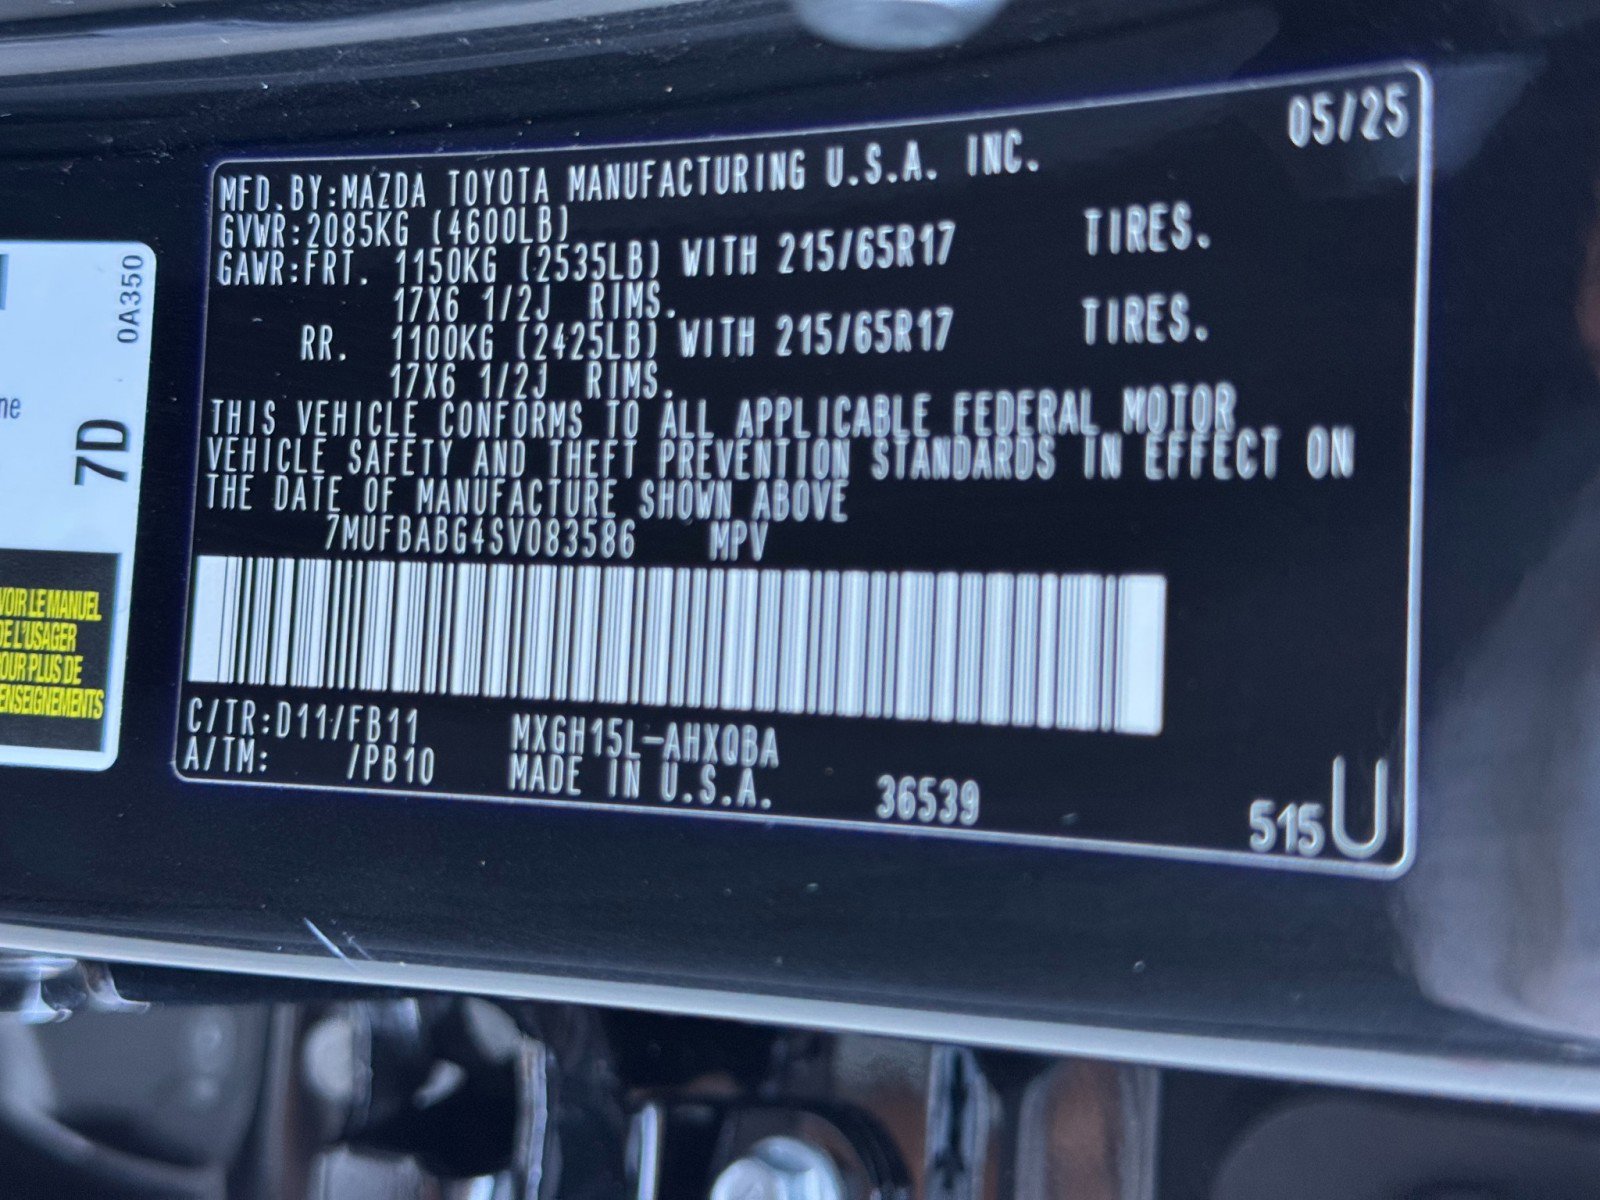 05/25
MFD.BY:MAZDA TOYOTA MANUFACTURING U.S.A. INC.
GVWR:2085KG (4600LB)
GAWR:FRT. 1150KG (2535LB) WITH 215/65R17 TIRES.
17X6 1/2J RIMS.
RR. 1100KG (2425LB) WITH 215/65R17 TIRES.
17X6 1/2J RIMS.
THIS VEHICLE CONFORMS TO ALL APPLICABLE FEDERAL MOTOR
VEHICLE SAFETY AND THEFT PREVENTION STANDARDS IN EFFECT ON
THE DATE OF MANUFACTURE SHOWN ABOVE
7MUFBABG4SV083586 MPV
C/TR:D11/FB11 MXGH15L-AHXQBA
A/TM: /PB10 MADE IN U.S.A. 36539
515U
0A350
7D
VOIR LE MANUEL
DE L'USAGER
POUR PLUS DE
RENSEIGNEMENTS